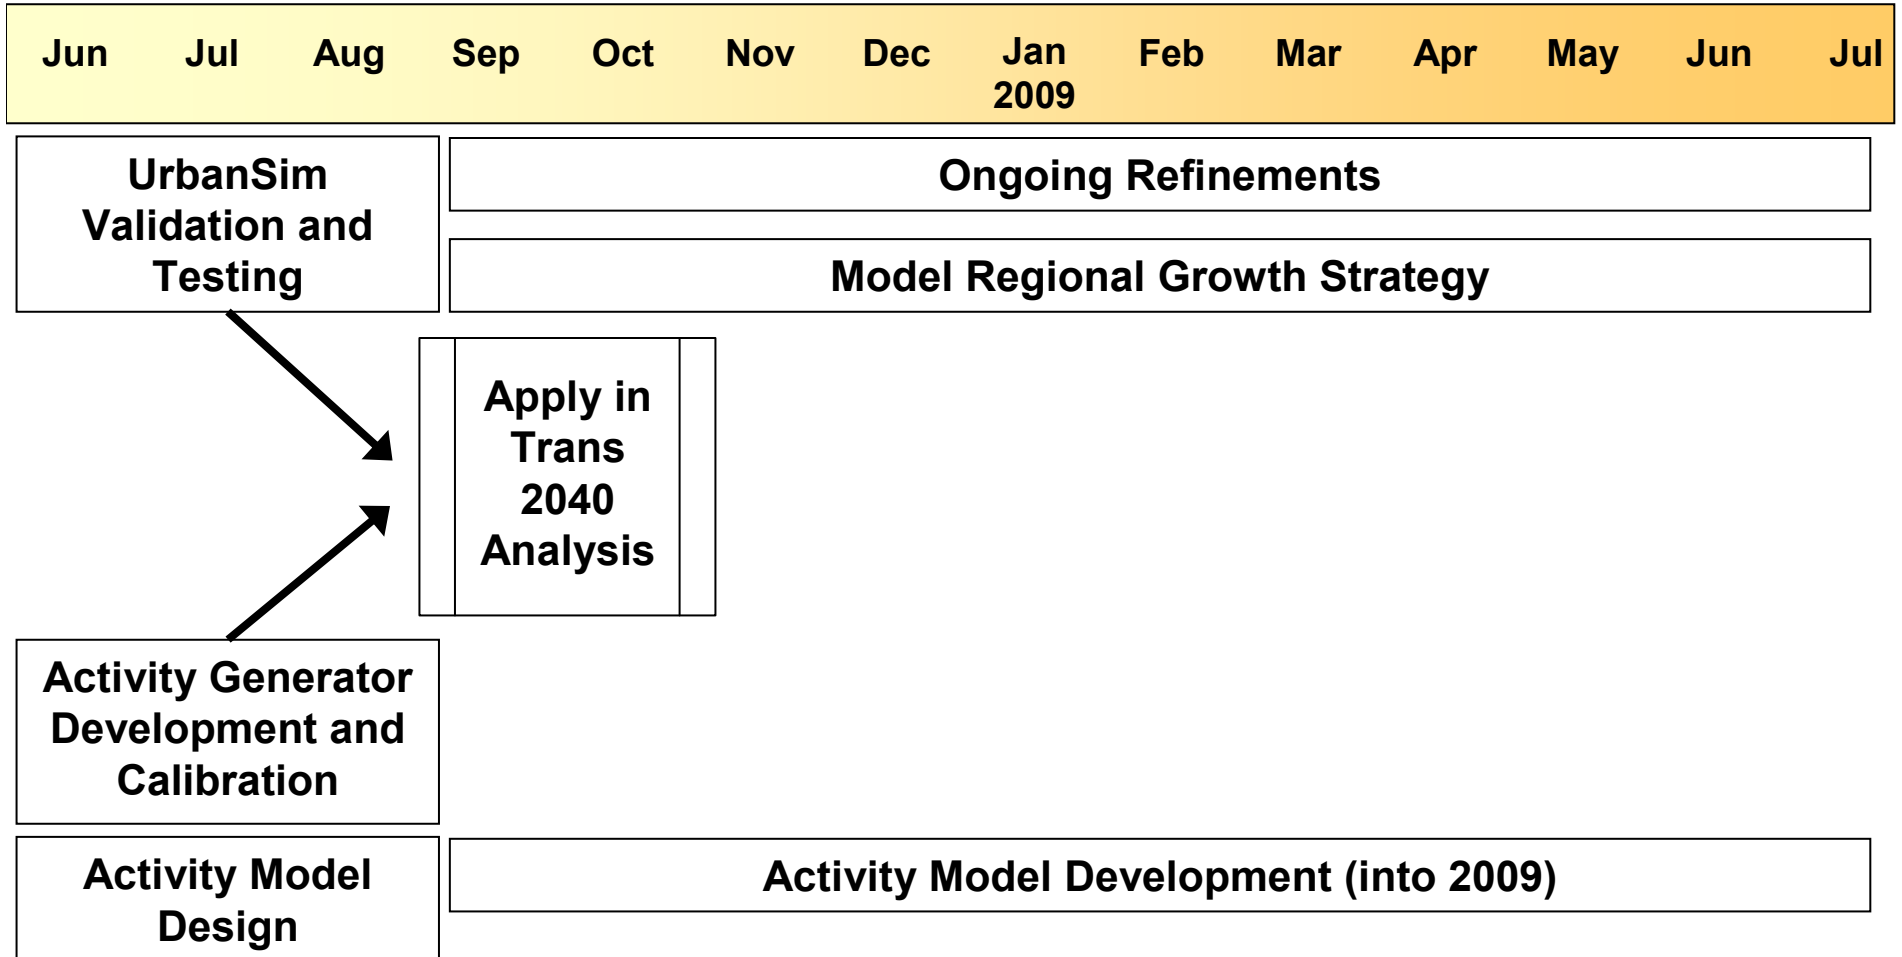 Jun Jul Aug Sep Oct Nov Dec Jan Feb Mar Apr May Jun Jul
2009
UrbanSim
Validation and
Testing
Ongoing Refinements
Model Regional Growth Strategy
Apply in
Trans
2040
Analysis
Activity Generator
Development and
Calibration
Activity Model
Design
Activity Model Development (into 2009)